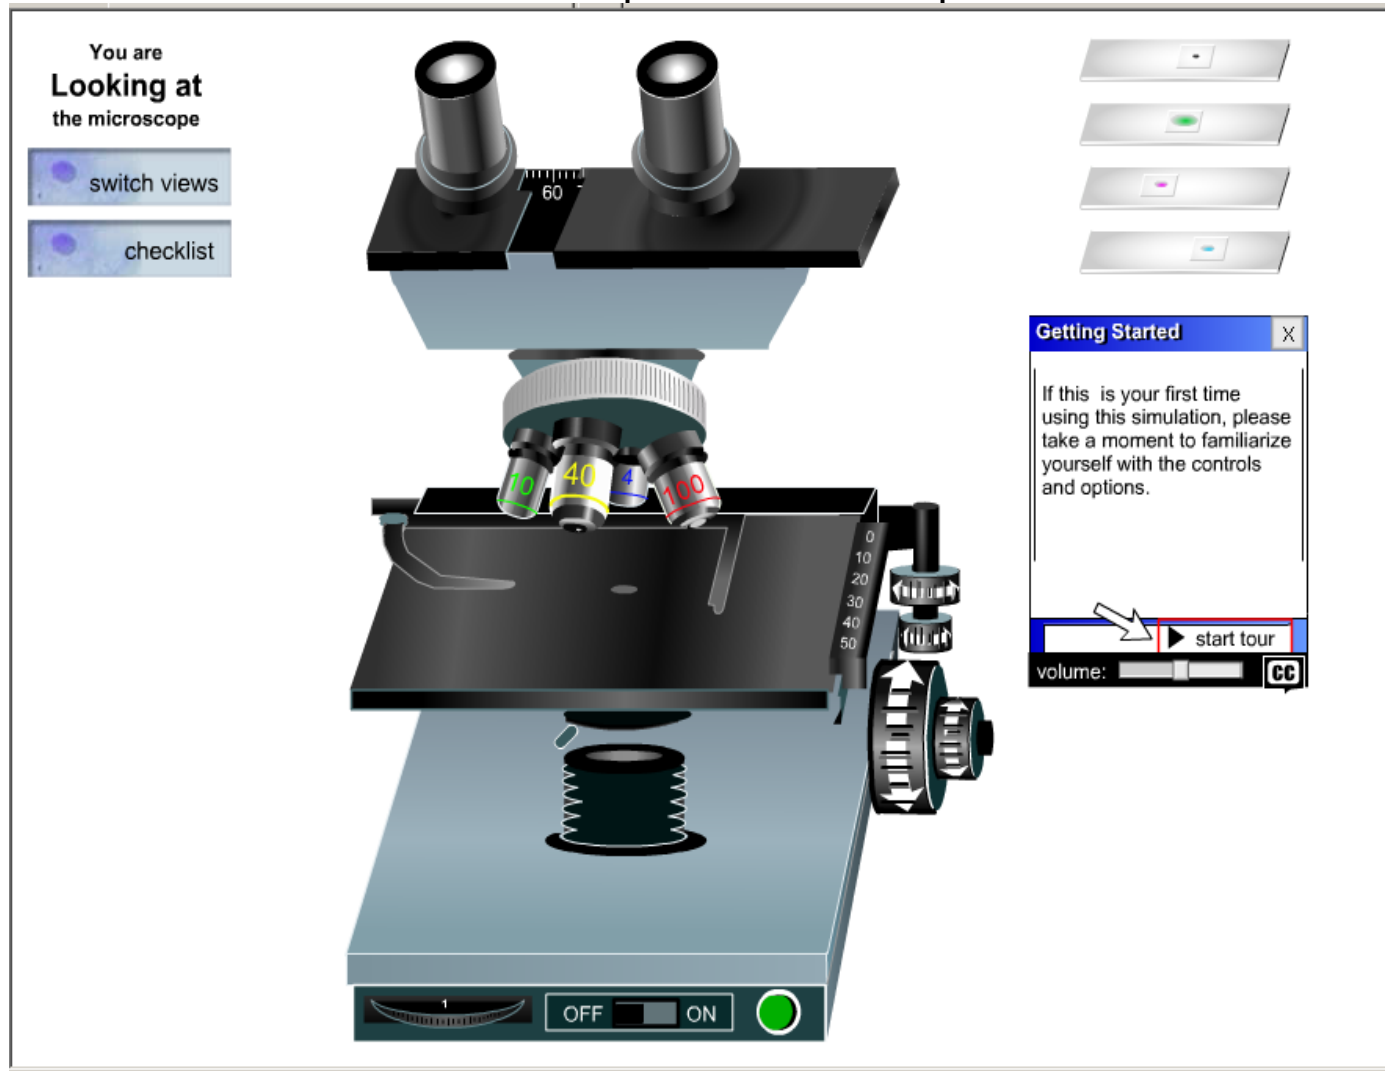 You are
Looking at
the microscope
switch views
checklist
60
10
40
4
100
0
10
20
30
40
50
1
OFF
ON
Getting Started
X
If this is your first time
using this simulation, please
take a moment to familiarize
yourself with the controls
and options.
start tour
volume:
CC